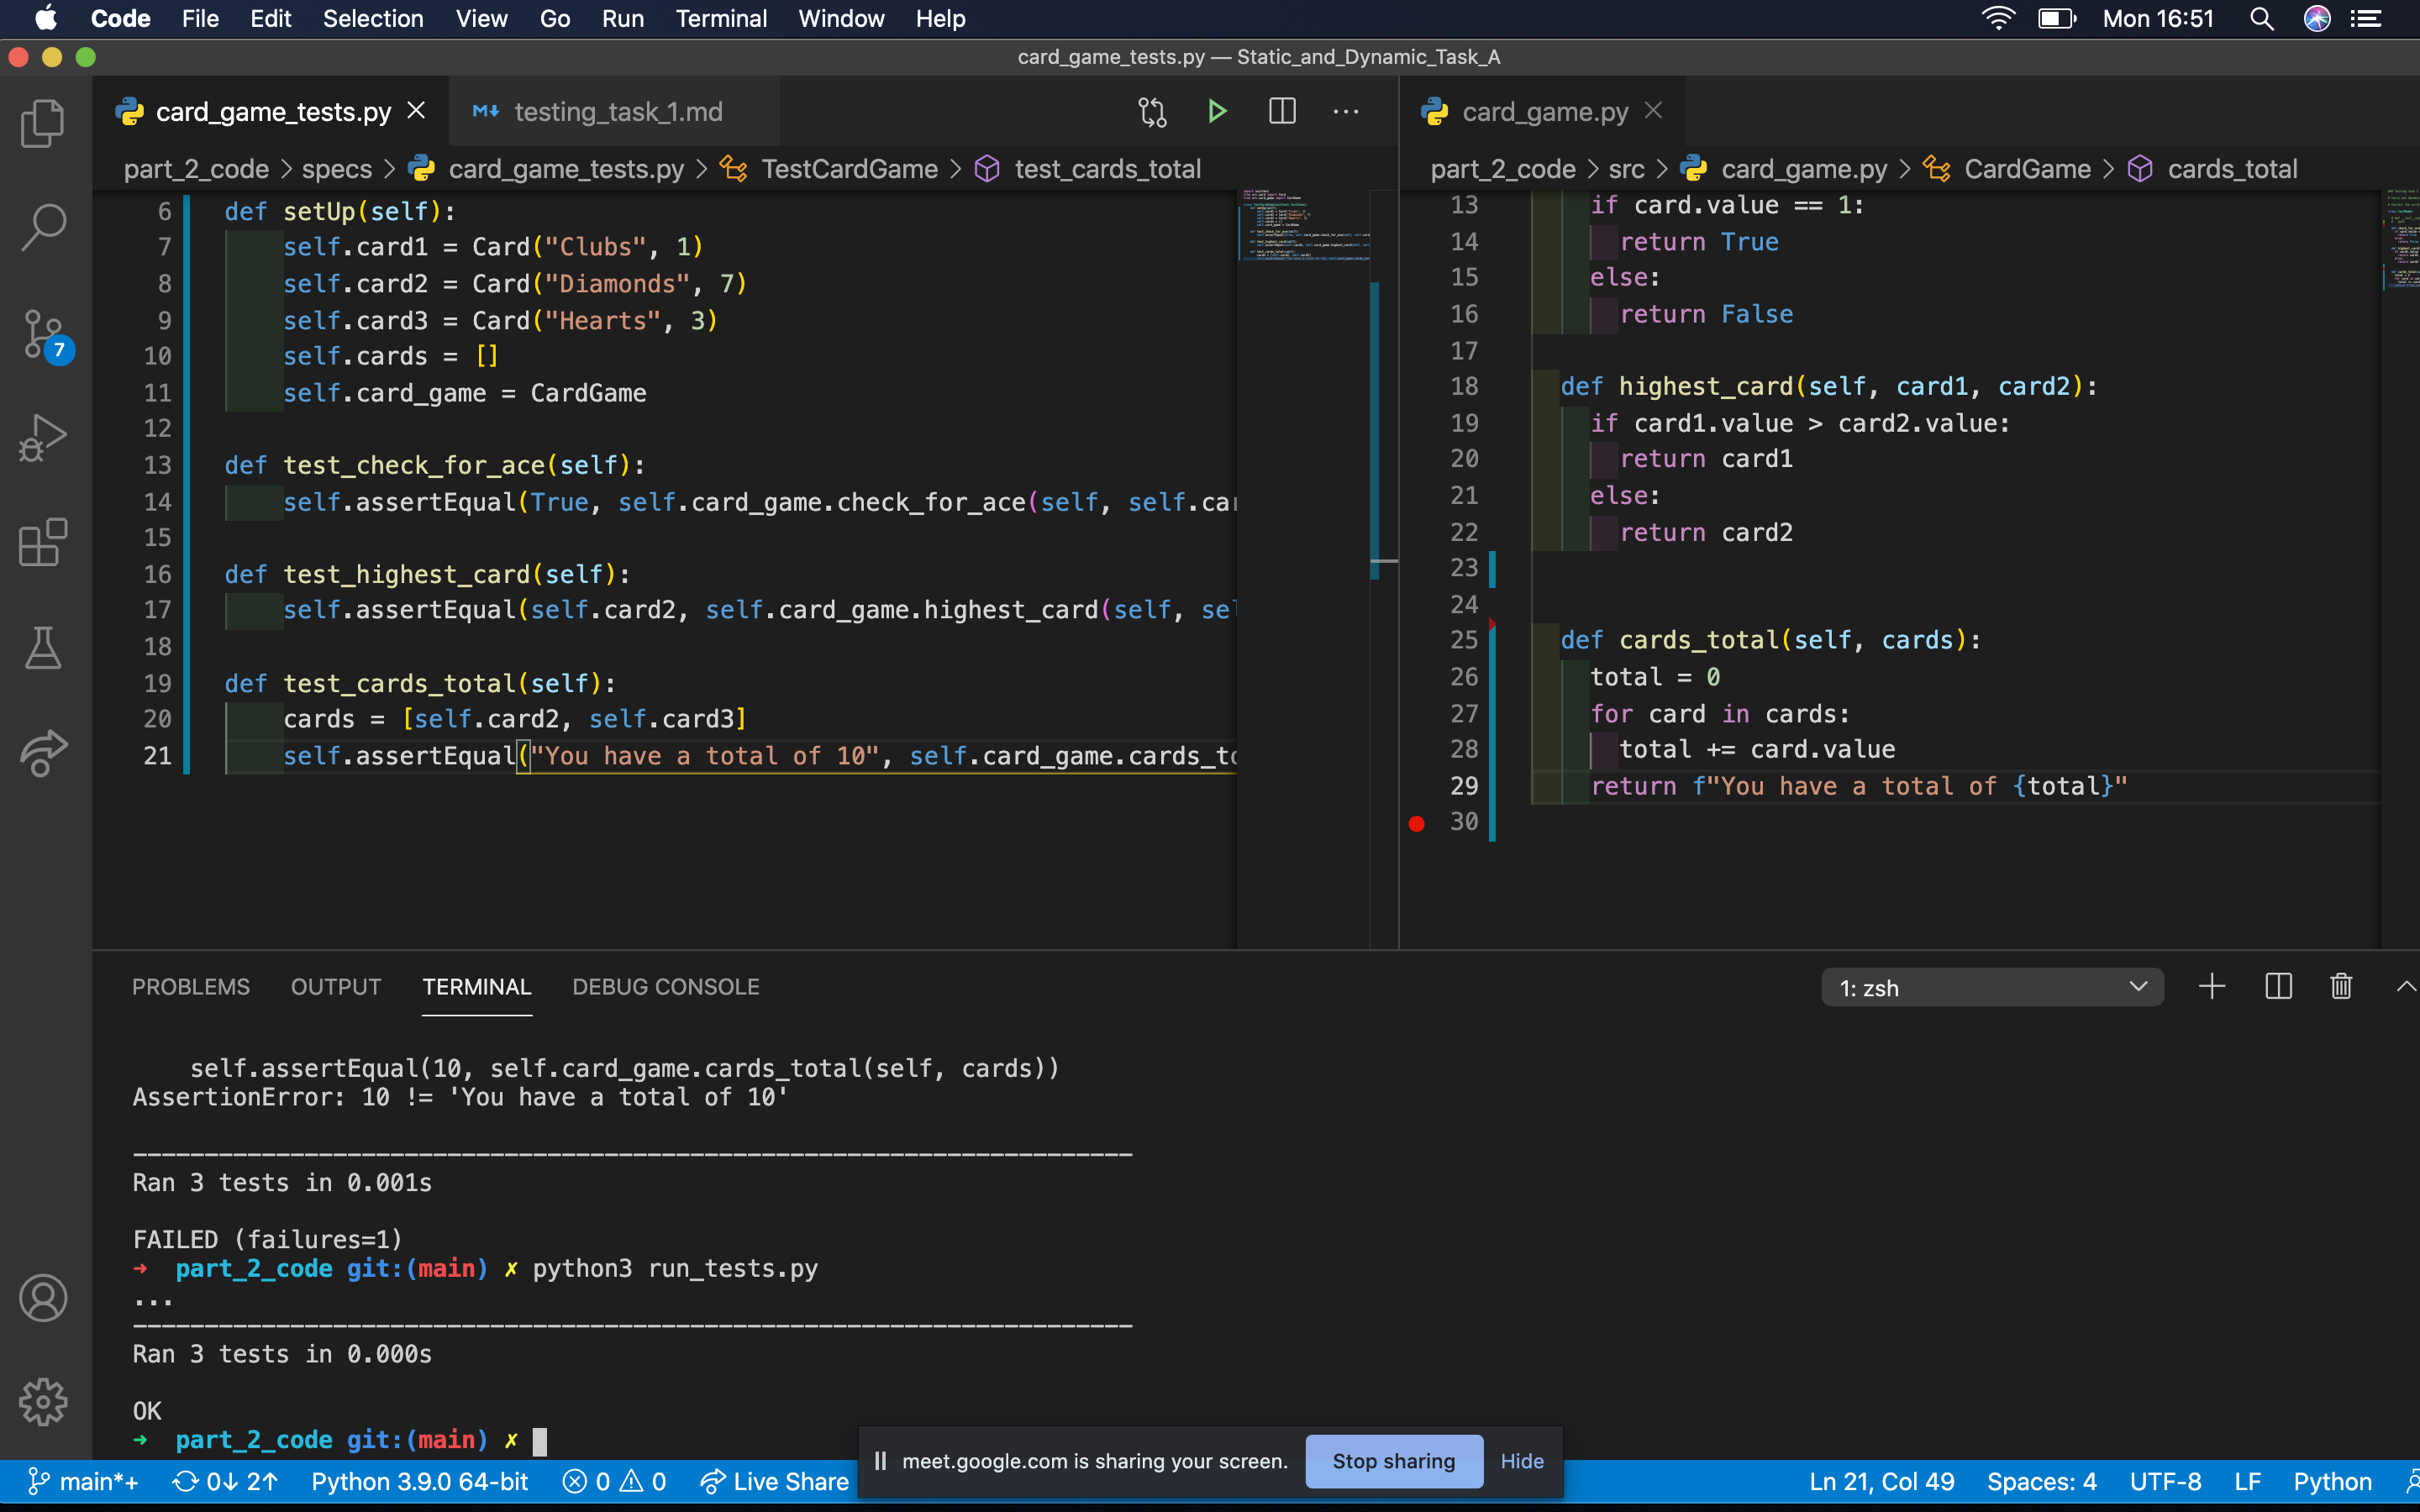 Code File Edit Selection View Go Run Terminal Window Help Mon 16:51
card_game_tests.py — Static_and_Dynamic_Task_A
card_game_tests.py testing_task_1.md
part_2_code > specs > card_game_tests.py > TestCardGame > test_cards_total
6 def setUp(self):
7 self.card1 = Card("Clubs", 1)
8 self.card2 = Card("Diamonds", 7)
9 self.card3 = Card("Hearts", 3)
10 self.cards = []
11 self.card_game = CardGame
12
13 def test_check_for_ace(self):
14 self.assertEqual(True, self.card_game.check_for_ace(self, self.car
15
16 def test_highest_card(self):
17 self.assertEqual(self.card2, self.card_game.highest_card(self, sel
18
19 def test_cards_total(self):
20 cards = [self.card2, self.card3]
21 self.assertEqual("You have a total of 10", self.card_game.cards_to
card_game.py
part_2_code > src > card_game.py > CardGame > cards_total
13 if card.value == 1:
14 return True
15 else:
16 return False
17
18 def highest_card(self, card1, card2):
19 if card1.value > card2.value:
20 return card1
21 else:
22 return card2
23
24
25 def cards_total(self, cards):
26 total = 0
27 for card in cards:
28 total += card.value
29 return f"You have a total of {total}"
30
7
PROBLEMS OUTPUT TERMINAL DEBUG CONSOLE 1: zsh
self.assertEqual(10, self.card_game.cards_total(self, cards))
AssertionError: 10 != 'You have a total of 10'
----------------------------------------------------------------------
Ran 3 tests in 0.001s
FAILED (failures=1)
➜ part_2_code git:(main) ✗ python3 run_tests.py
...
----------------------------------------------------------------------
Ran 3 tests in 0.000s
OK
➜ part_2_code git:(main) ✗
meet.google.com is sharing your screen. Stop sharing Hide
main*+ 0↓ 2↑ Python 3.9.0 64-bit 0 0 Live Share Ln 21, Col 49 Spaces: 4 UTF-8 LF Python